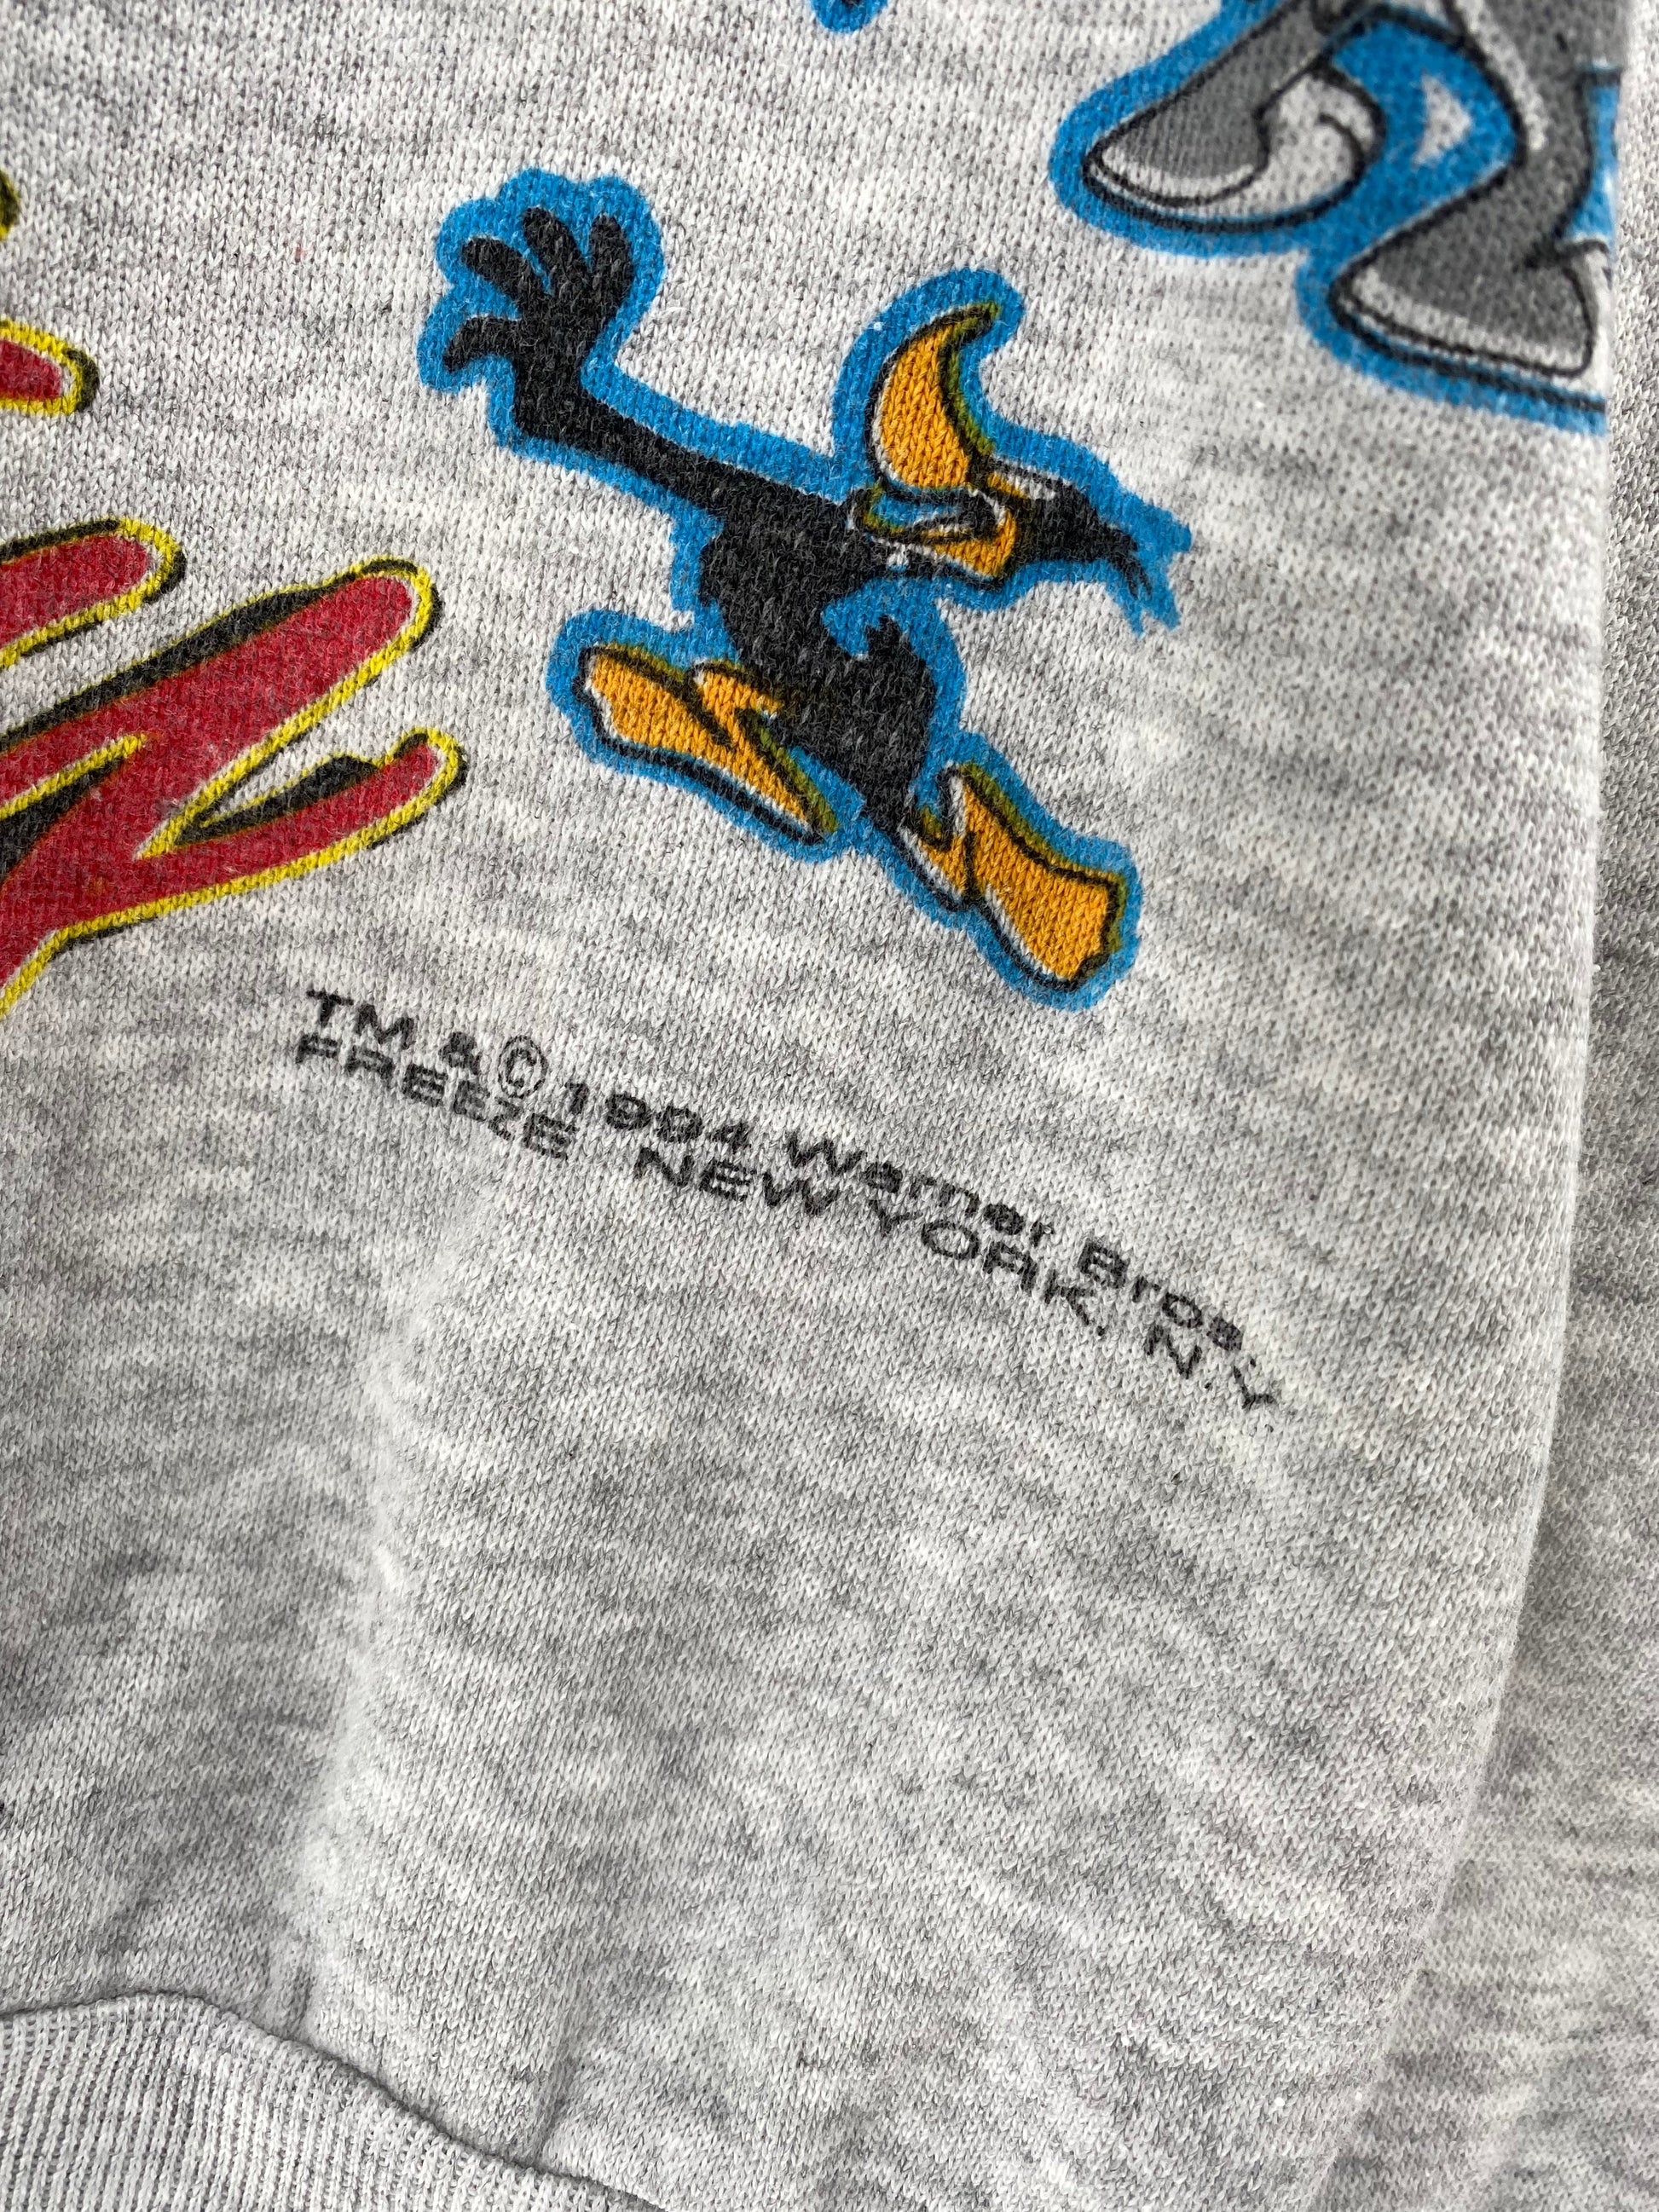 TM & © 1994 Warner Bros.
FREEZE NEW YORK, N.Y